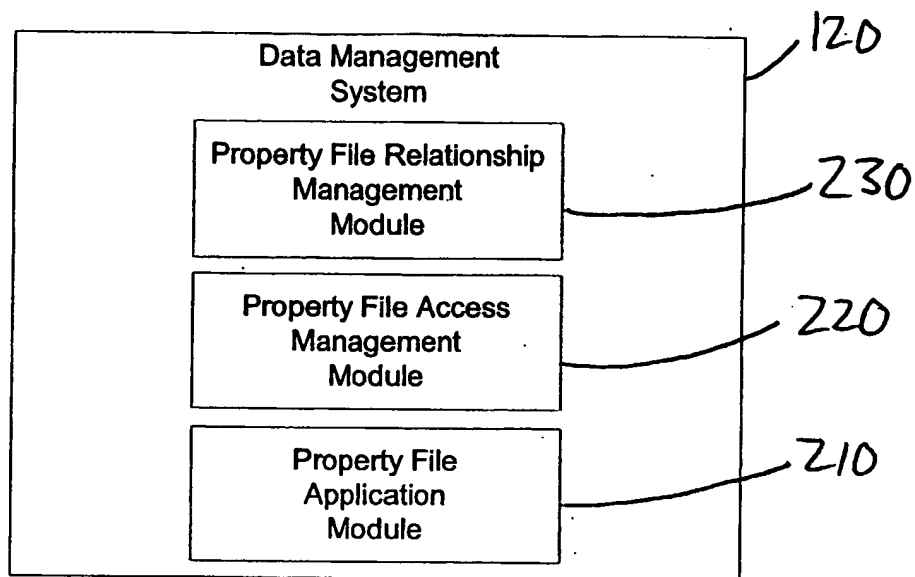 Data Management
System
120
Property File Relationship
Management
Module
230
Property File Access
Management
Module
220
Property File
Application
Module
210